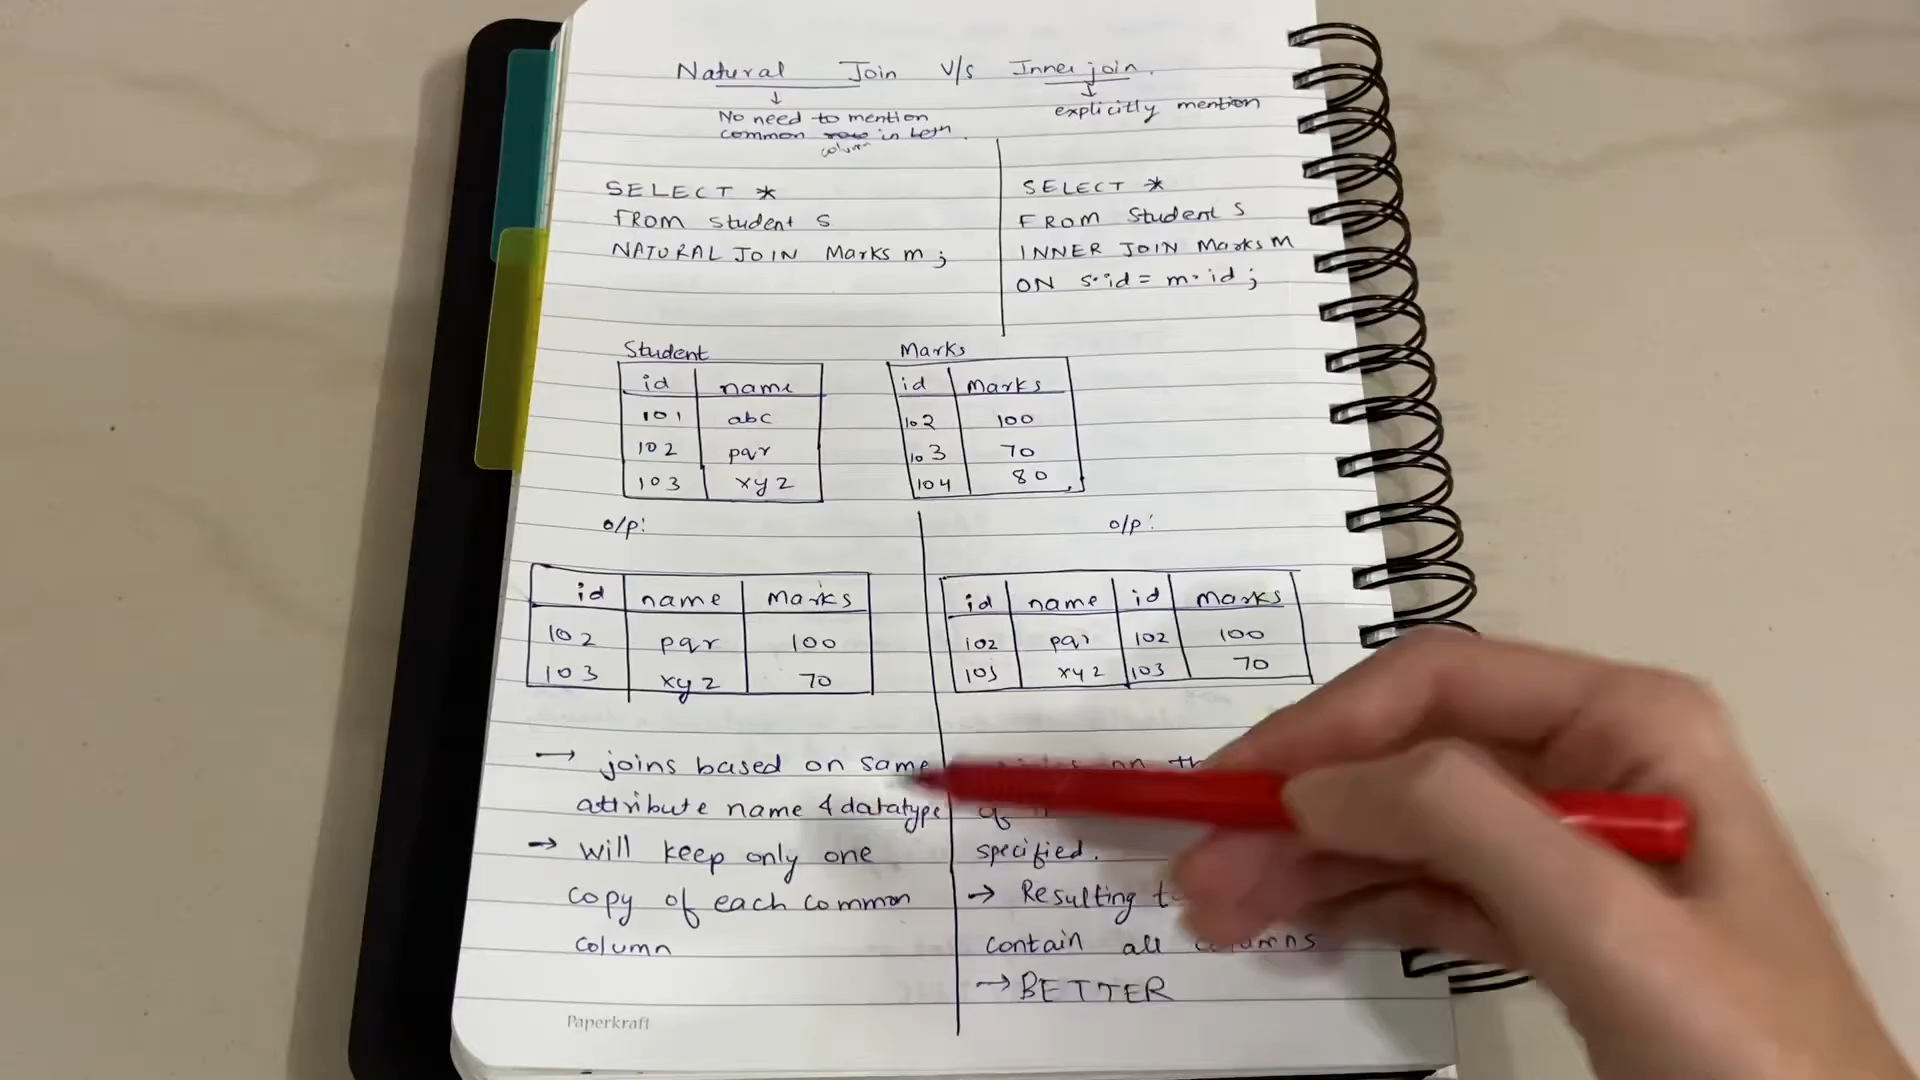 Natural Join V/s Inner join.
↓
No need to mention
common in both.
column
↓
explicitly mention
SELECT *
FROM Student S
NATURAL JOIN Marks m;
SELECT *
FROM Student S
INNER JOIN Marks M
ON s.id = m.id;
Student
id name
101 abc
102 pqr
103 xyz
Marks
id Marks
102 100
103 70
104 80
o/p:
id name Marks
102 pqr 100
103 xyz 70
o/p:
id name id Marks
102 pqr 102 100
103 xyz 103 70
→ joins based on same
attribute name & datatype
→ will keep only one
copy of each common
column
on
of
specified.
→ Resulting
contain all columns
→ BETTER
Paperkraft